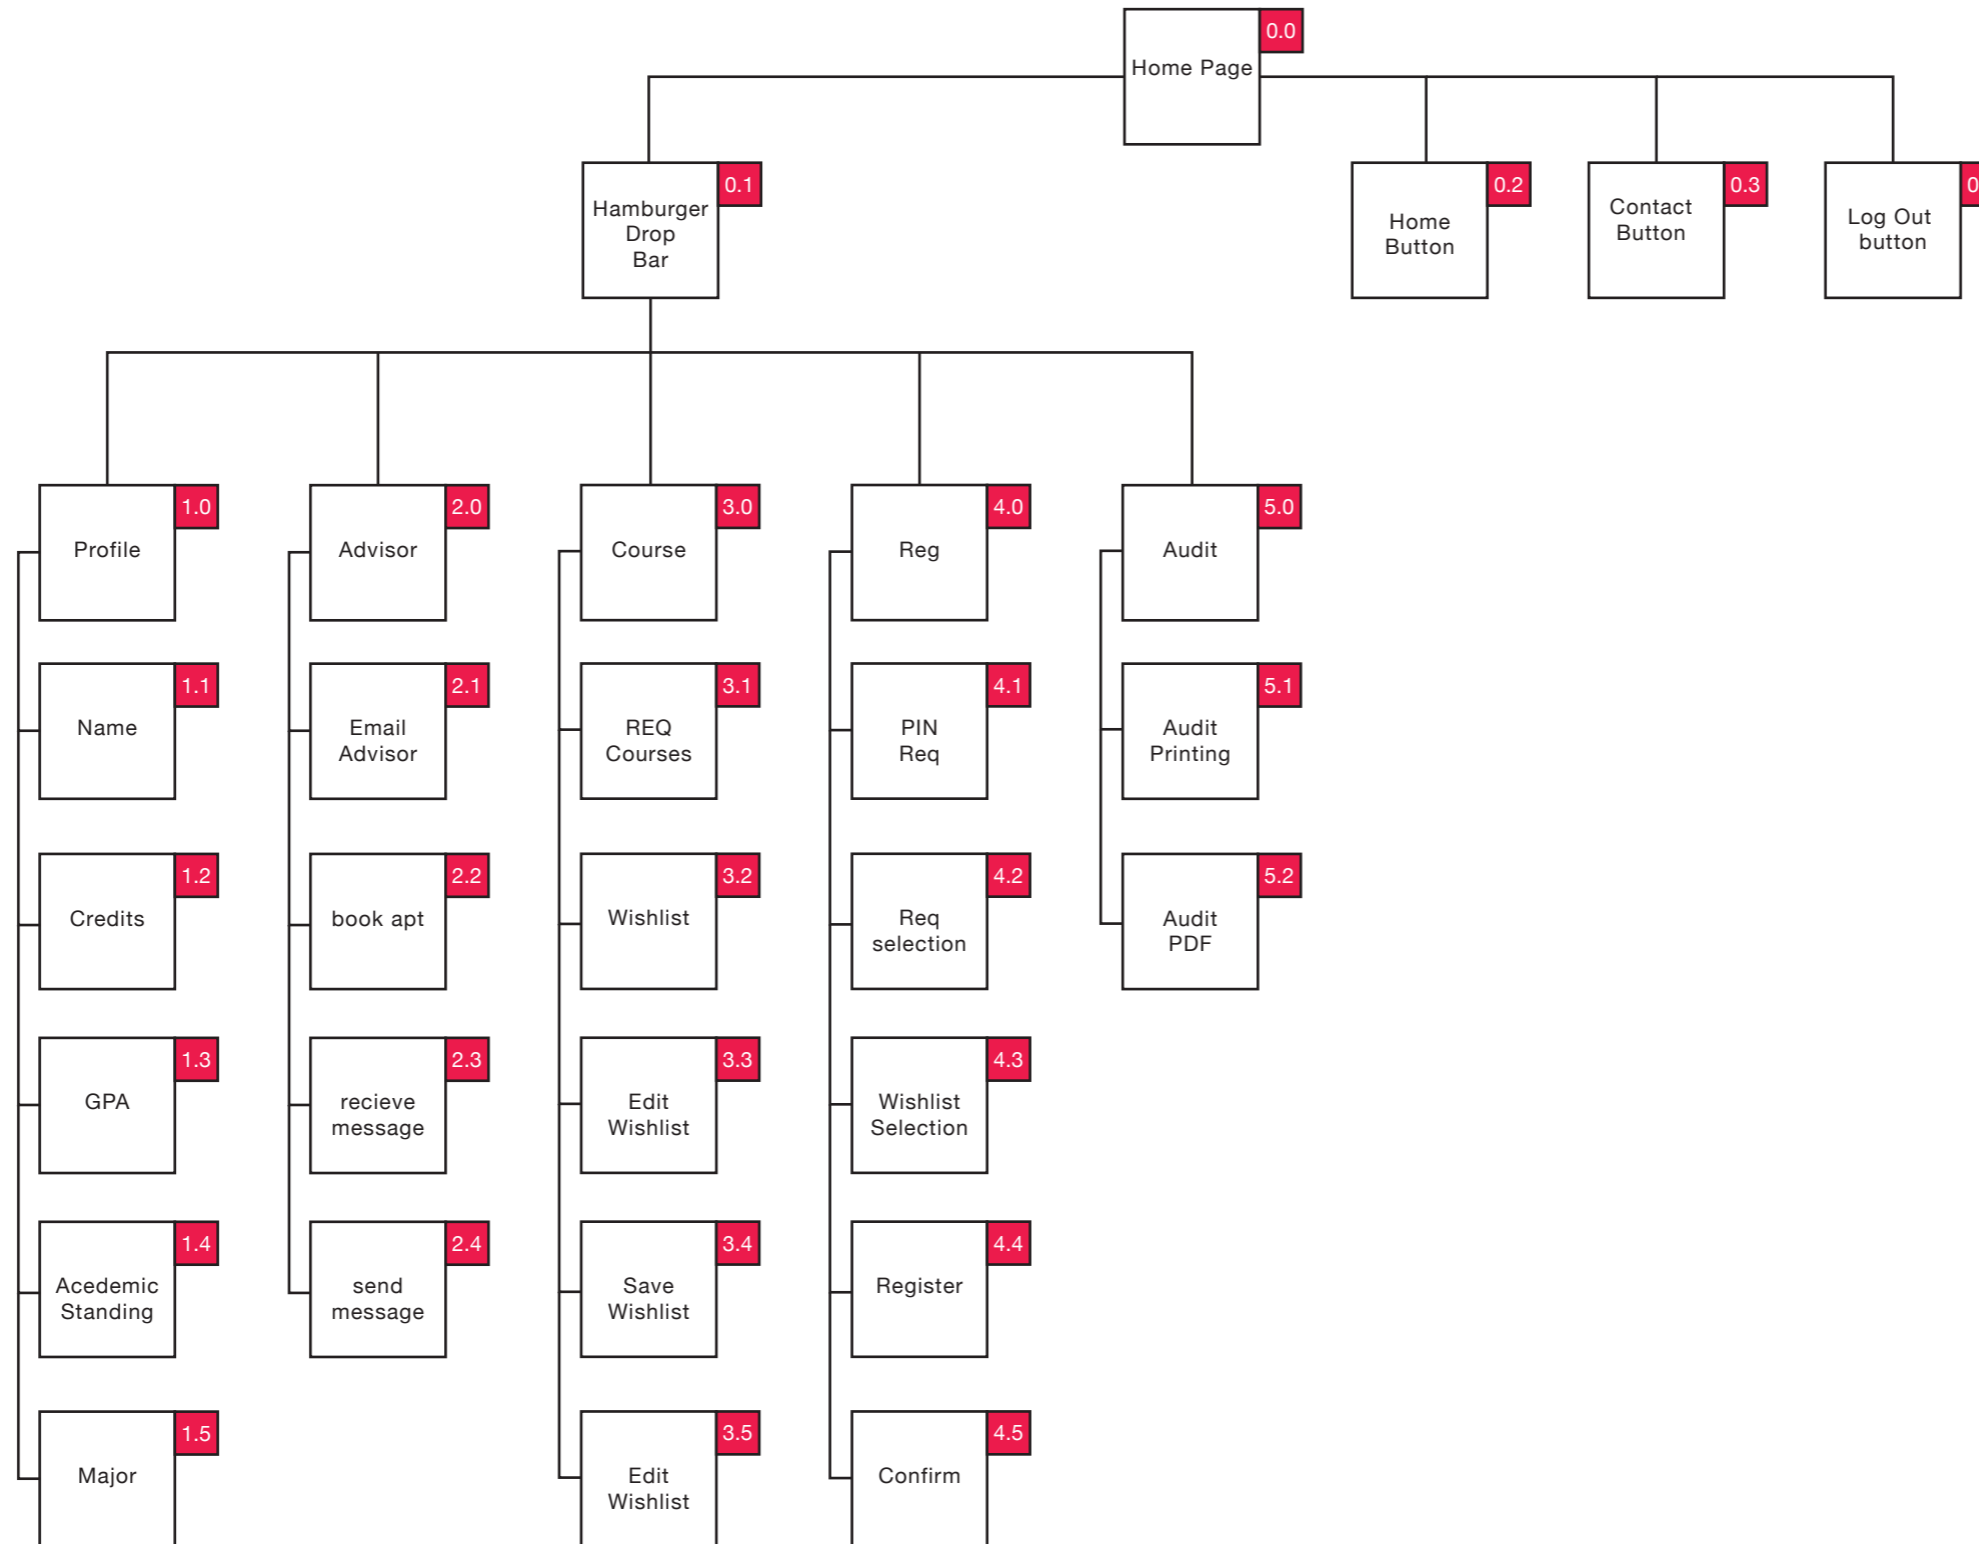 0.0
Home Page
0.1
Hamburger
Drop
Bar
0.2
Home
Button
0.3
Contact
Button
0
Log Out
button
1.0
Profile
2.0
Advisor
3.0
Course
4.0
Reg
5.0
Audit
1.1
Name
2.1
Email
Advisor
3.1
REQ
Courses
4.1
PIN
Req
5.1
Audit
Printing
1.2
Credits
2.2
book apt
3.2
Wishlist
4.2
Req
selection
5.2
Audit
PDF
1.3
GPA
2.3
recieve
message
3.3
Edit
Wishlist
4.3
Wishlist
Selection
1.4
Acedemic
Standing
2.4
send
message
3.4
Save
Wishlist
4.4
Register
1.5
Major
3.5
Edit
Wishlist
4.5
Confirm